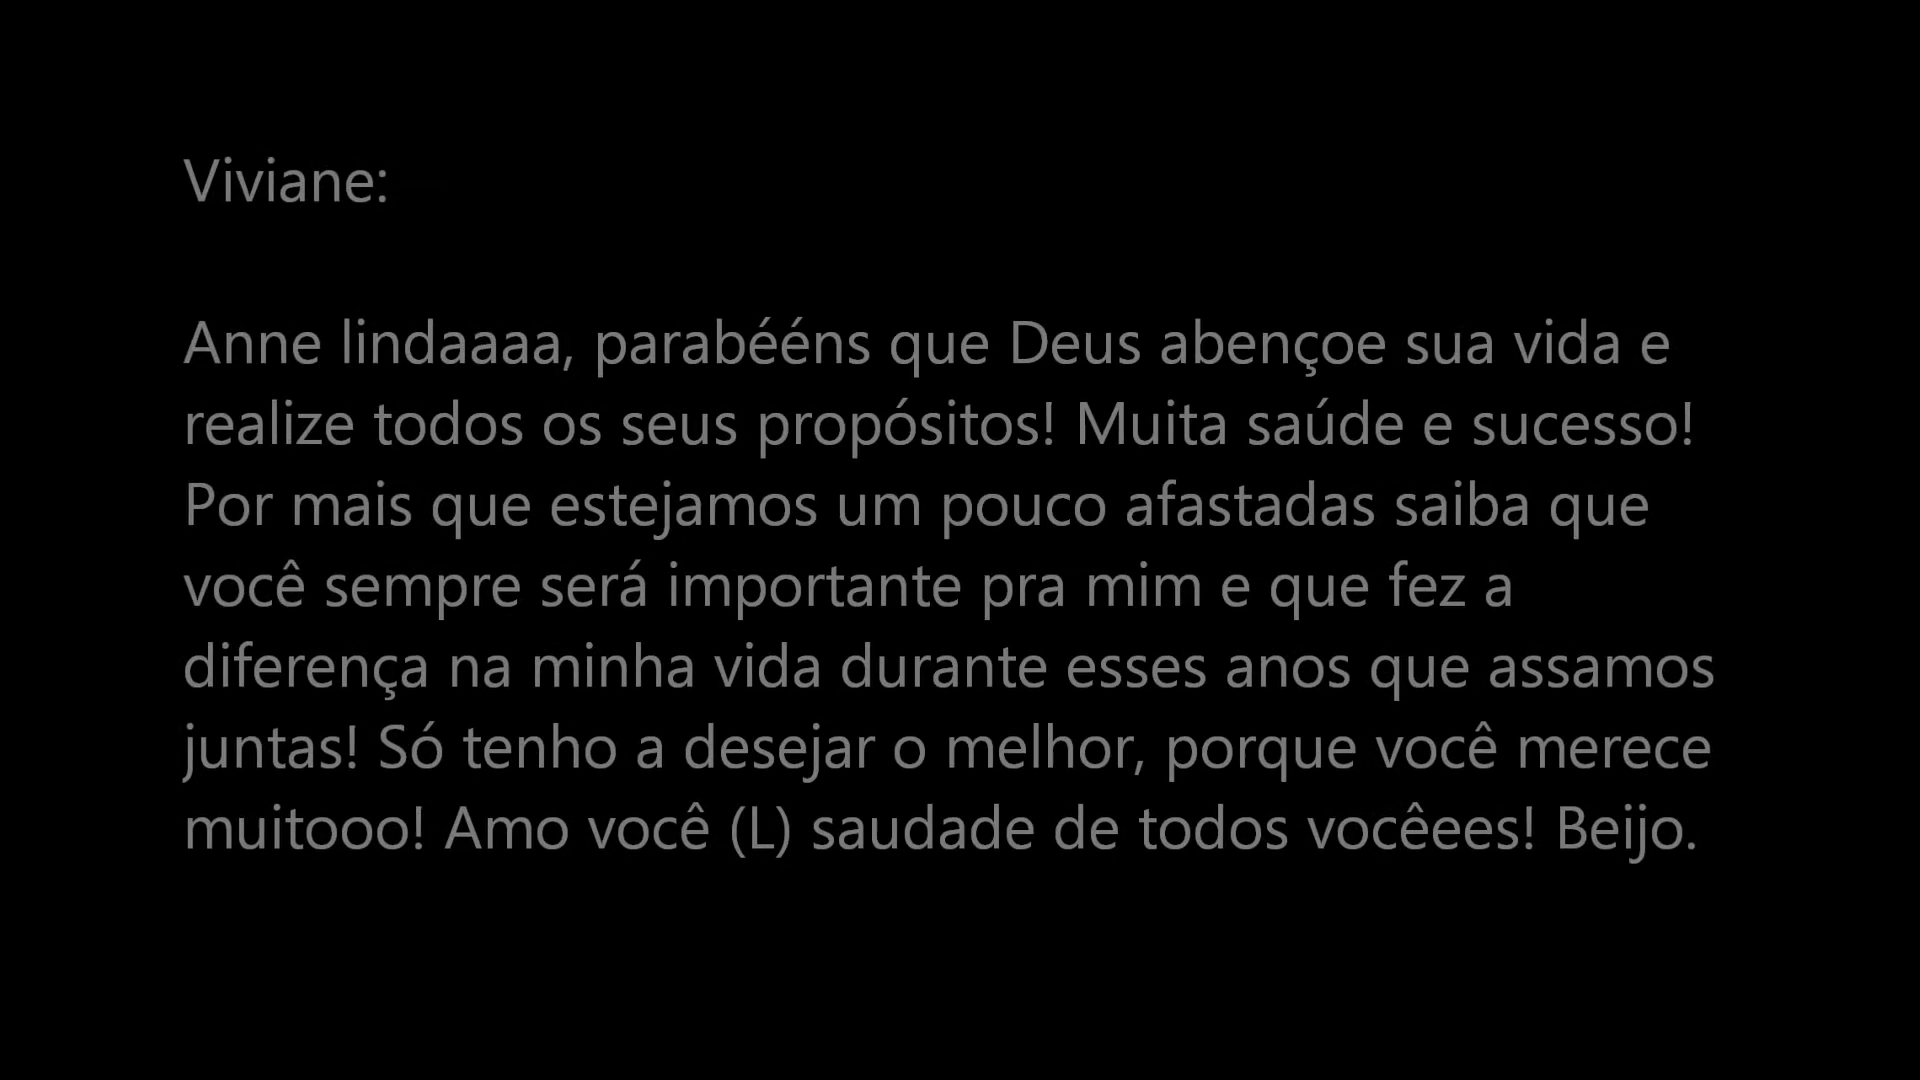 Viviane:
Anne lindaaaa, parabééns que Deus abençoe sua vida e
realize todos os seus propósitos! Muita saúde e sucesso!
Por mais que estejamos um pouco afastadas saiba que
você sempre será importante pra mim e que fez a
diferença na minha vida durante esses anos que assamos
juntas! Só tenho a desejar o melhor, porque você merece
muitooo! Amo você (L) saudade de todos vocêees! Beijo.